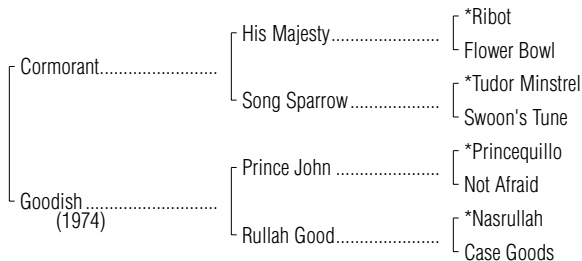 *Ribot
His Majesty
Flower Bowl
Cormorant
*Tudor Minstrel
Song Sparrow
Swoon's Tune
*Princequillo
Prince John
Not Afraid
Goodish
(1974)
*Nasrullah
Rullah Good
Case Goods